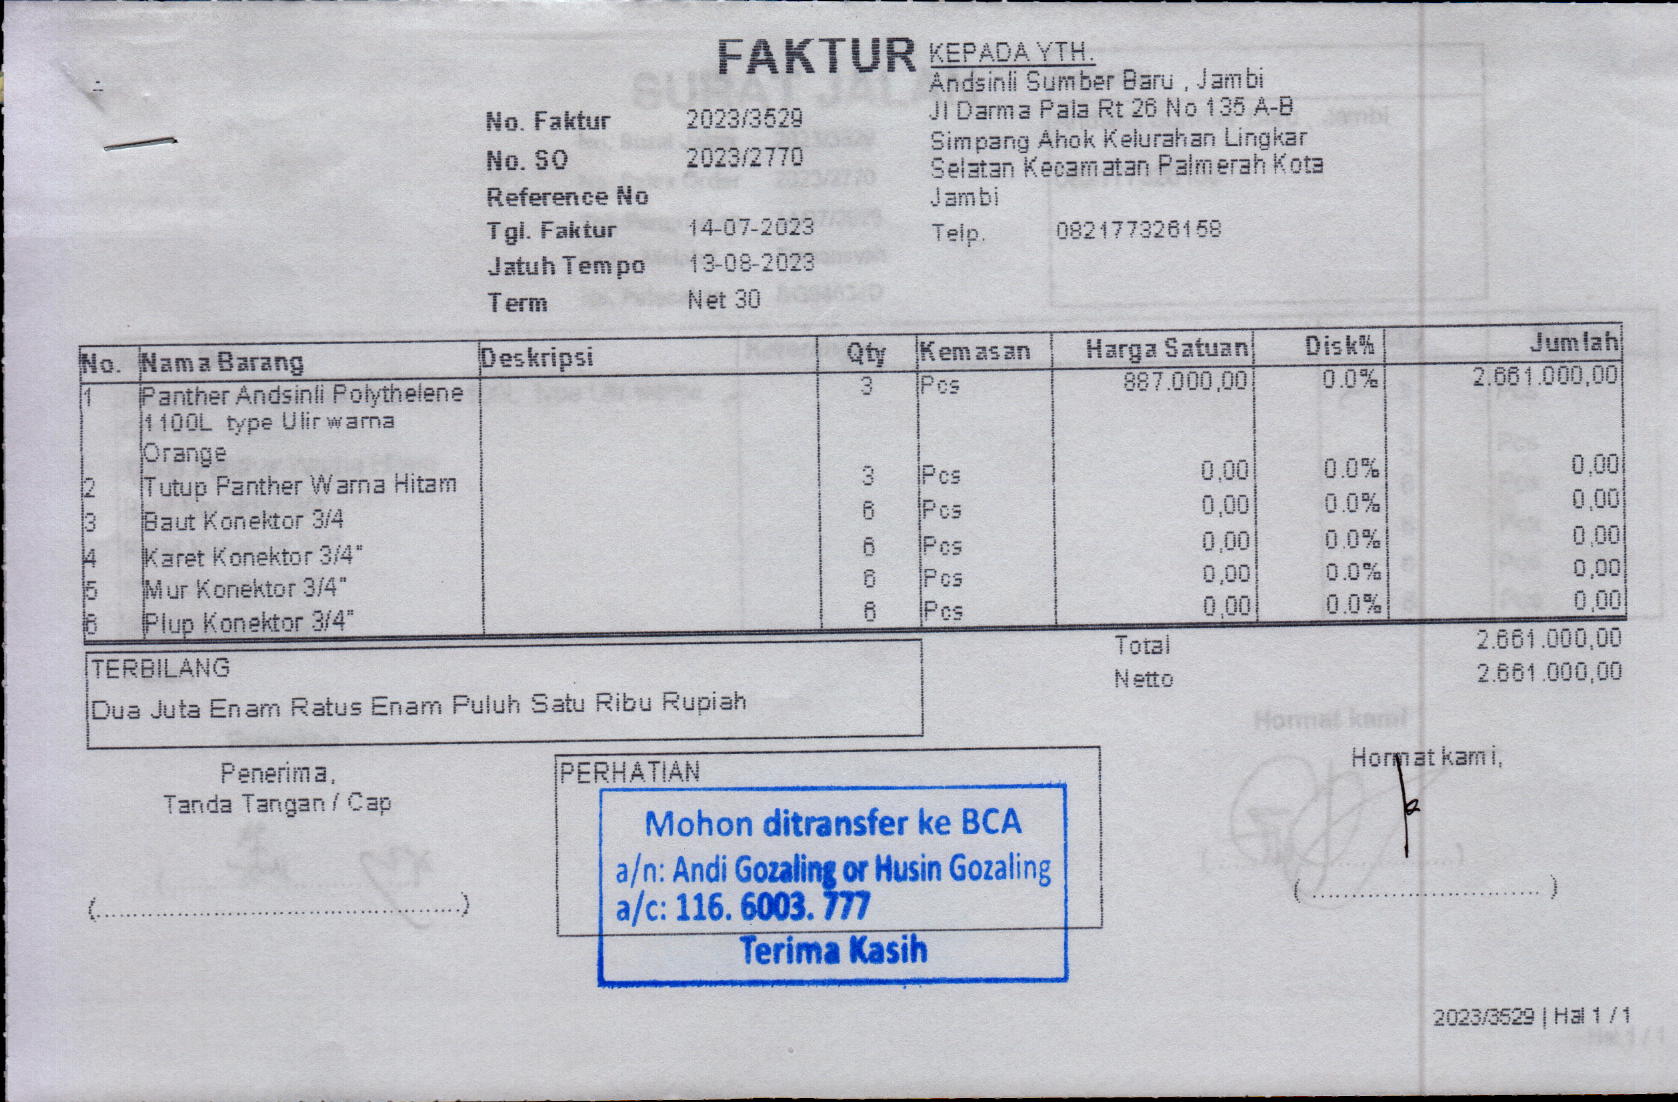 FAKTUR
KEPADA YTH.
Andsinli Sumber Baru , Jambi
Jl Darma Pala Rt 26 No 135 A-B
Simpang Ahok Kelurahan Lingkar
Selatan Kecamatan Palmerah Kota
Jambi
Telp. 082177326158
No. Faktur 2023/3529
No. SO 2023/2770
Reference No
Tgl. Faktur 14-07-2023
Jatuh Tempo 13-08-2023
Term Net 30
No. Nama Barang Deskripsi Qty Kemasan Harga Satuan Disk% Jumlah
1 Panther Andsinli Polythelene 3 Pcs 887.000,00 0.0% 2.661.000,00
1100L type Ulir warna
Orange
2 Tutup Panther Warna Hitam 3 Pcs 0,00 0.0% 0,00
3 Baut Konektor 3/4 6 Pcs 0,00 0.0% 0,00
4 Karet Konektor 3/4" 6 Pcs 0,00 0.0% 0,00
5 Mur Konektor 3/4" 6 Pcs 0,00 0.0% 0,00
6 Plup Konektor 3/4" 6 Pcs 0,00 0.0% 0,00
Total 2.661.000,00
Netto 2.661.000,00
TERBILANG
Dua Juta Enam Ratus Enam Puluh Satu Ribu Rupiah
Penerima,
Tanda Tangan / Cap
(..................................................)
PERHATIAN
Mohon ditransfer ke BCA
a/n: Andi Gozaling or Husin Gozaling
a/c: 116. 6003. 777
Terima Kasih
Hormat kami,
(................................)
2023/3529 | Hal 1 / 1